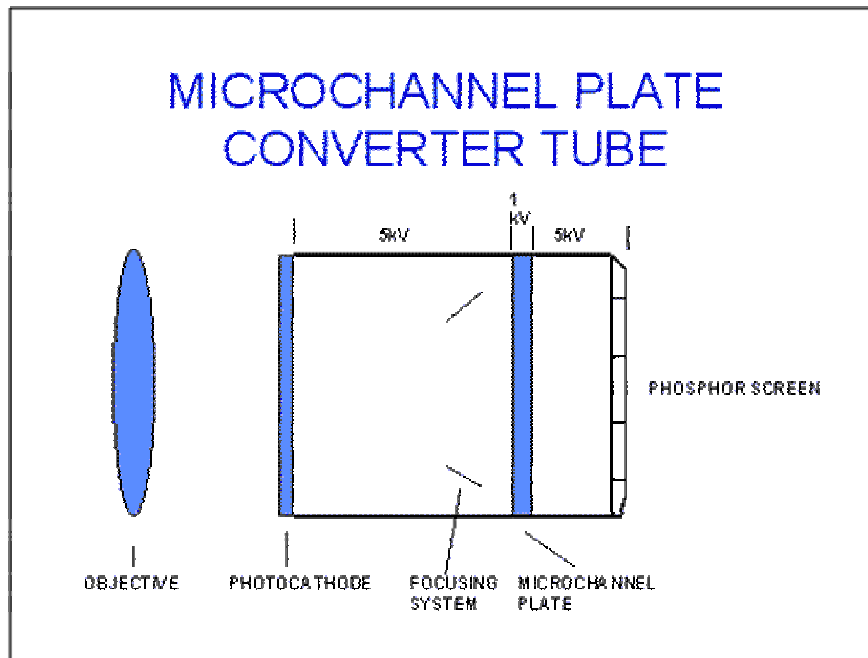 MICROCHANNEL PLATE
CONVERTER TUBE
1
kV
5kV
5kV
PHOSPHOR SCREEN
OBJECTIVE
PHOTOCATHODE
FOCUSING
SYSTEM
MICROCHANNEL
PLATE